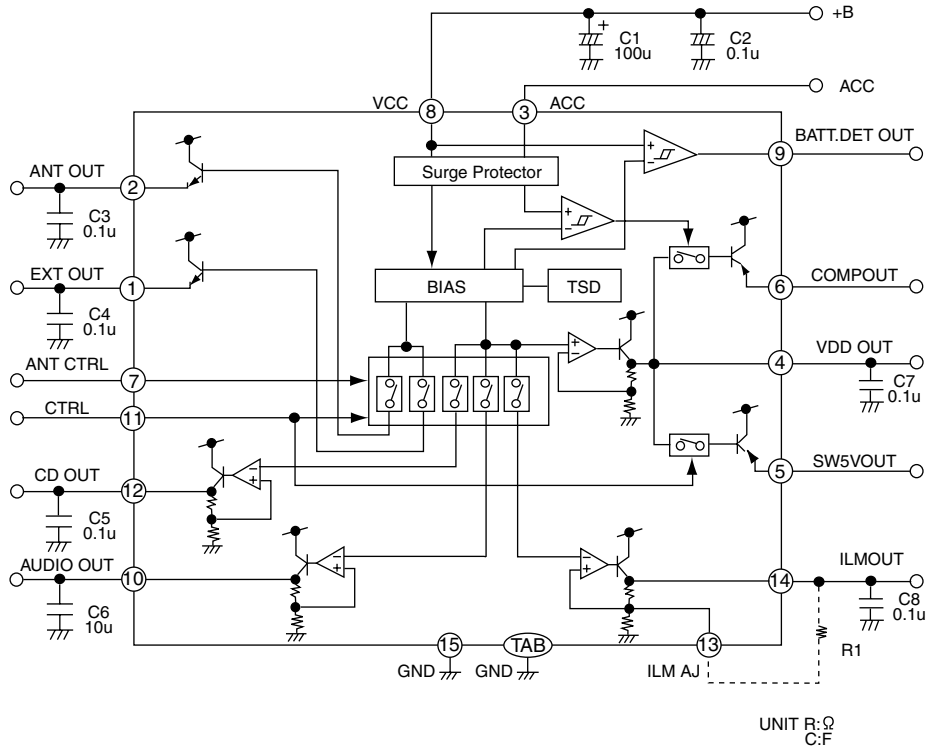 +B
+
C1
100u
C2
0.1u
ACC
VCC
8
3
ACC
BATT.DET OUT
9
+
−
Surge Protector
ANT OUT
2
C3
0.1u
+
−
COMPOUT
6
EXT OUT
1
C4
0.1u
BIAS
TSD
VDD OUT
4
C7
0.1u
+
−
ANT CTRL
7
CTRL
11
SW5VOUT
5
CD OUT
12
C5
0.1u
−
+
AUDIO OUT
10
C6
10u
−
+
−
+
ILMOUT
14
C8
0.1u
R1
15
GND
TAB
GND
13
ILM AJ
UNIT R:Ω
C:F